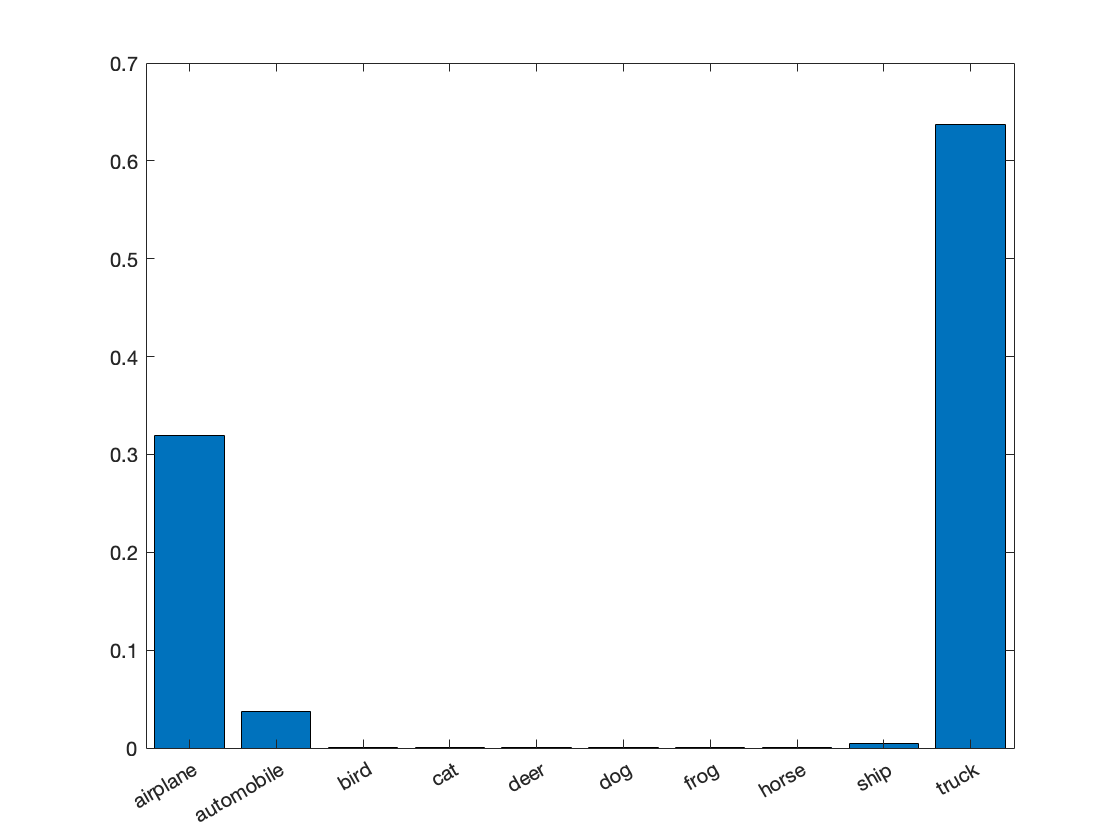 0.7
0.6
0.5
0.4
0.3
0.2
0.1
0
airplane
automobile
bird
cat
deer
dog
frog
horse
ship
truck